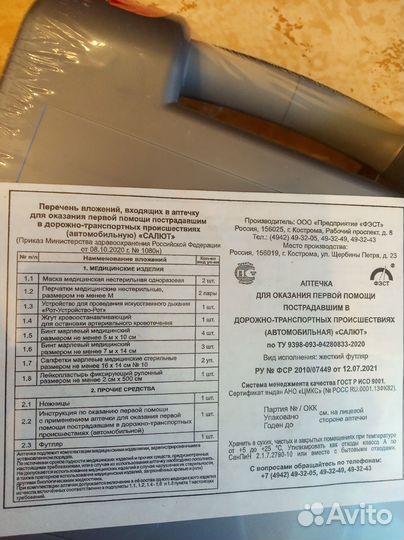 Перечень вложений, входящих в аптечку
для оказания первой помощи пострадавшим
в дорожно-транспортных происшествиях
(автомобильную) «САЛЮТ»
(Приказ Министерства здравоохранения Российской Федерации
от 08.10.2020 г. № 1080н)
№ п/п Наименование вложений
1. МЕДИЦИНСКИЕ ИЗДЕЛИЯ
1.1 Маска медицинская нестерильная одноразовая 2 шт.
1.2 Перчатки медицинские нестерильные,
размером не менее М 2 пары
1.3 Устройство для проведения искусственного дыхания
«Рот-Устройство-Рот» 1 шт.
1.4 Жгут кровоостанавливающий
для остановки артериального кровотечения 1 шт.
1.5 Бинт марлевый медицинский
размером не менее 5 м х 10 см 4 шт.
1.6 Бинт марлевый медицинский
размером не менее 7 м х 14 см 3 шт.
1.7 Салфетки марлевые медицинские стерильные
размером не менее 16 х 14 см № 10 2 уп.
1.8 Лейкопластырь фиксирующий рулонный
размером не менее 2 см х 500 см 1 шт.
2. ПРОЧИЕ СРЕДСТВА
2.1 Ножницы 1 шт.
2.2 Инструкция по оказанию первой помощи
с применением аптечки для оказания первой
помощи пострадавшим в дорожно-транспортных
происшествиях (автомобильной) 1 шт.
2.3 Футляр 1 шт.
Производитель: ООО «Предприятие «ФЭСТ»
Россия, 156025, г. Кострома, Рабочий проспект, д. 8
Тел.: (4942) 49-32-05, 49-32-49, 49-32-43
Место производства:
Россия, 156019, г. Кострома, ул. Щербины Петра, д. 23
ФЭСТ
АПТЕЧКА
ДЛЯ ОКАЗАНИЯ ПЕРВОЙ ПОМОЩИ
ПОСТРАДАВШИМ В
ДОРОЖНО-ТРАНСПОРТНЫХ ПРОИСШЕСТВИЯХ
(АВТОМОБИЛЬНАЯ) «САЛЮТ»
по ТУ 9398-093-04280833-2020
Вид исполнения: жесткий футляр
РУ № ФСР 2010/07449 от 12.07.2021
Система менеджмента качества ГОСТ Р ИСО 9001.
Партия № / ОКК
Упаковано
Годен до
см. на лицевой
стороне аптечки
Хранить в сухих, чистых и закрытых помещениях при температуре
С вопросами обращайтесь по телефонам:
+7 (4942) 49-32-05, 49-32-49, 49-32-43
Avito